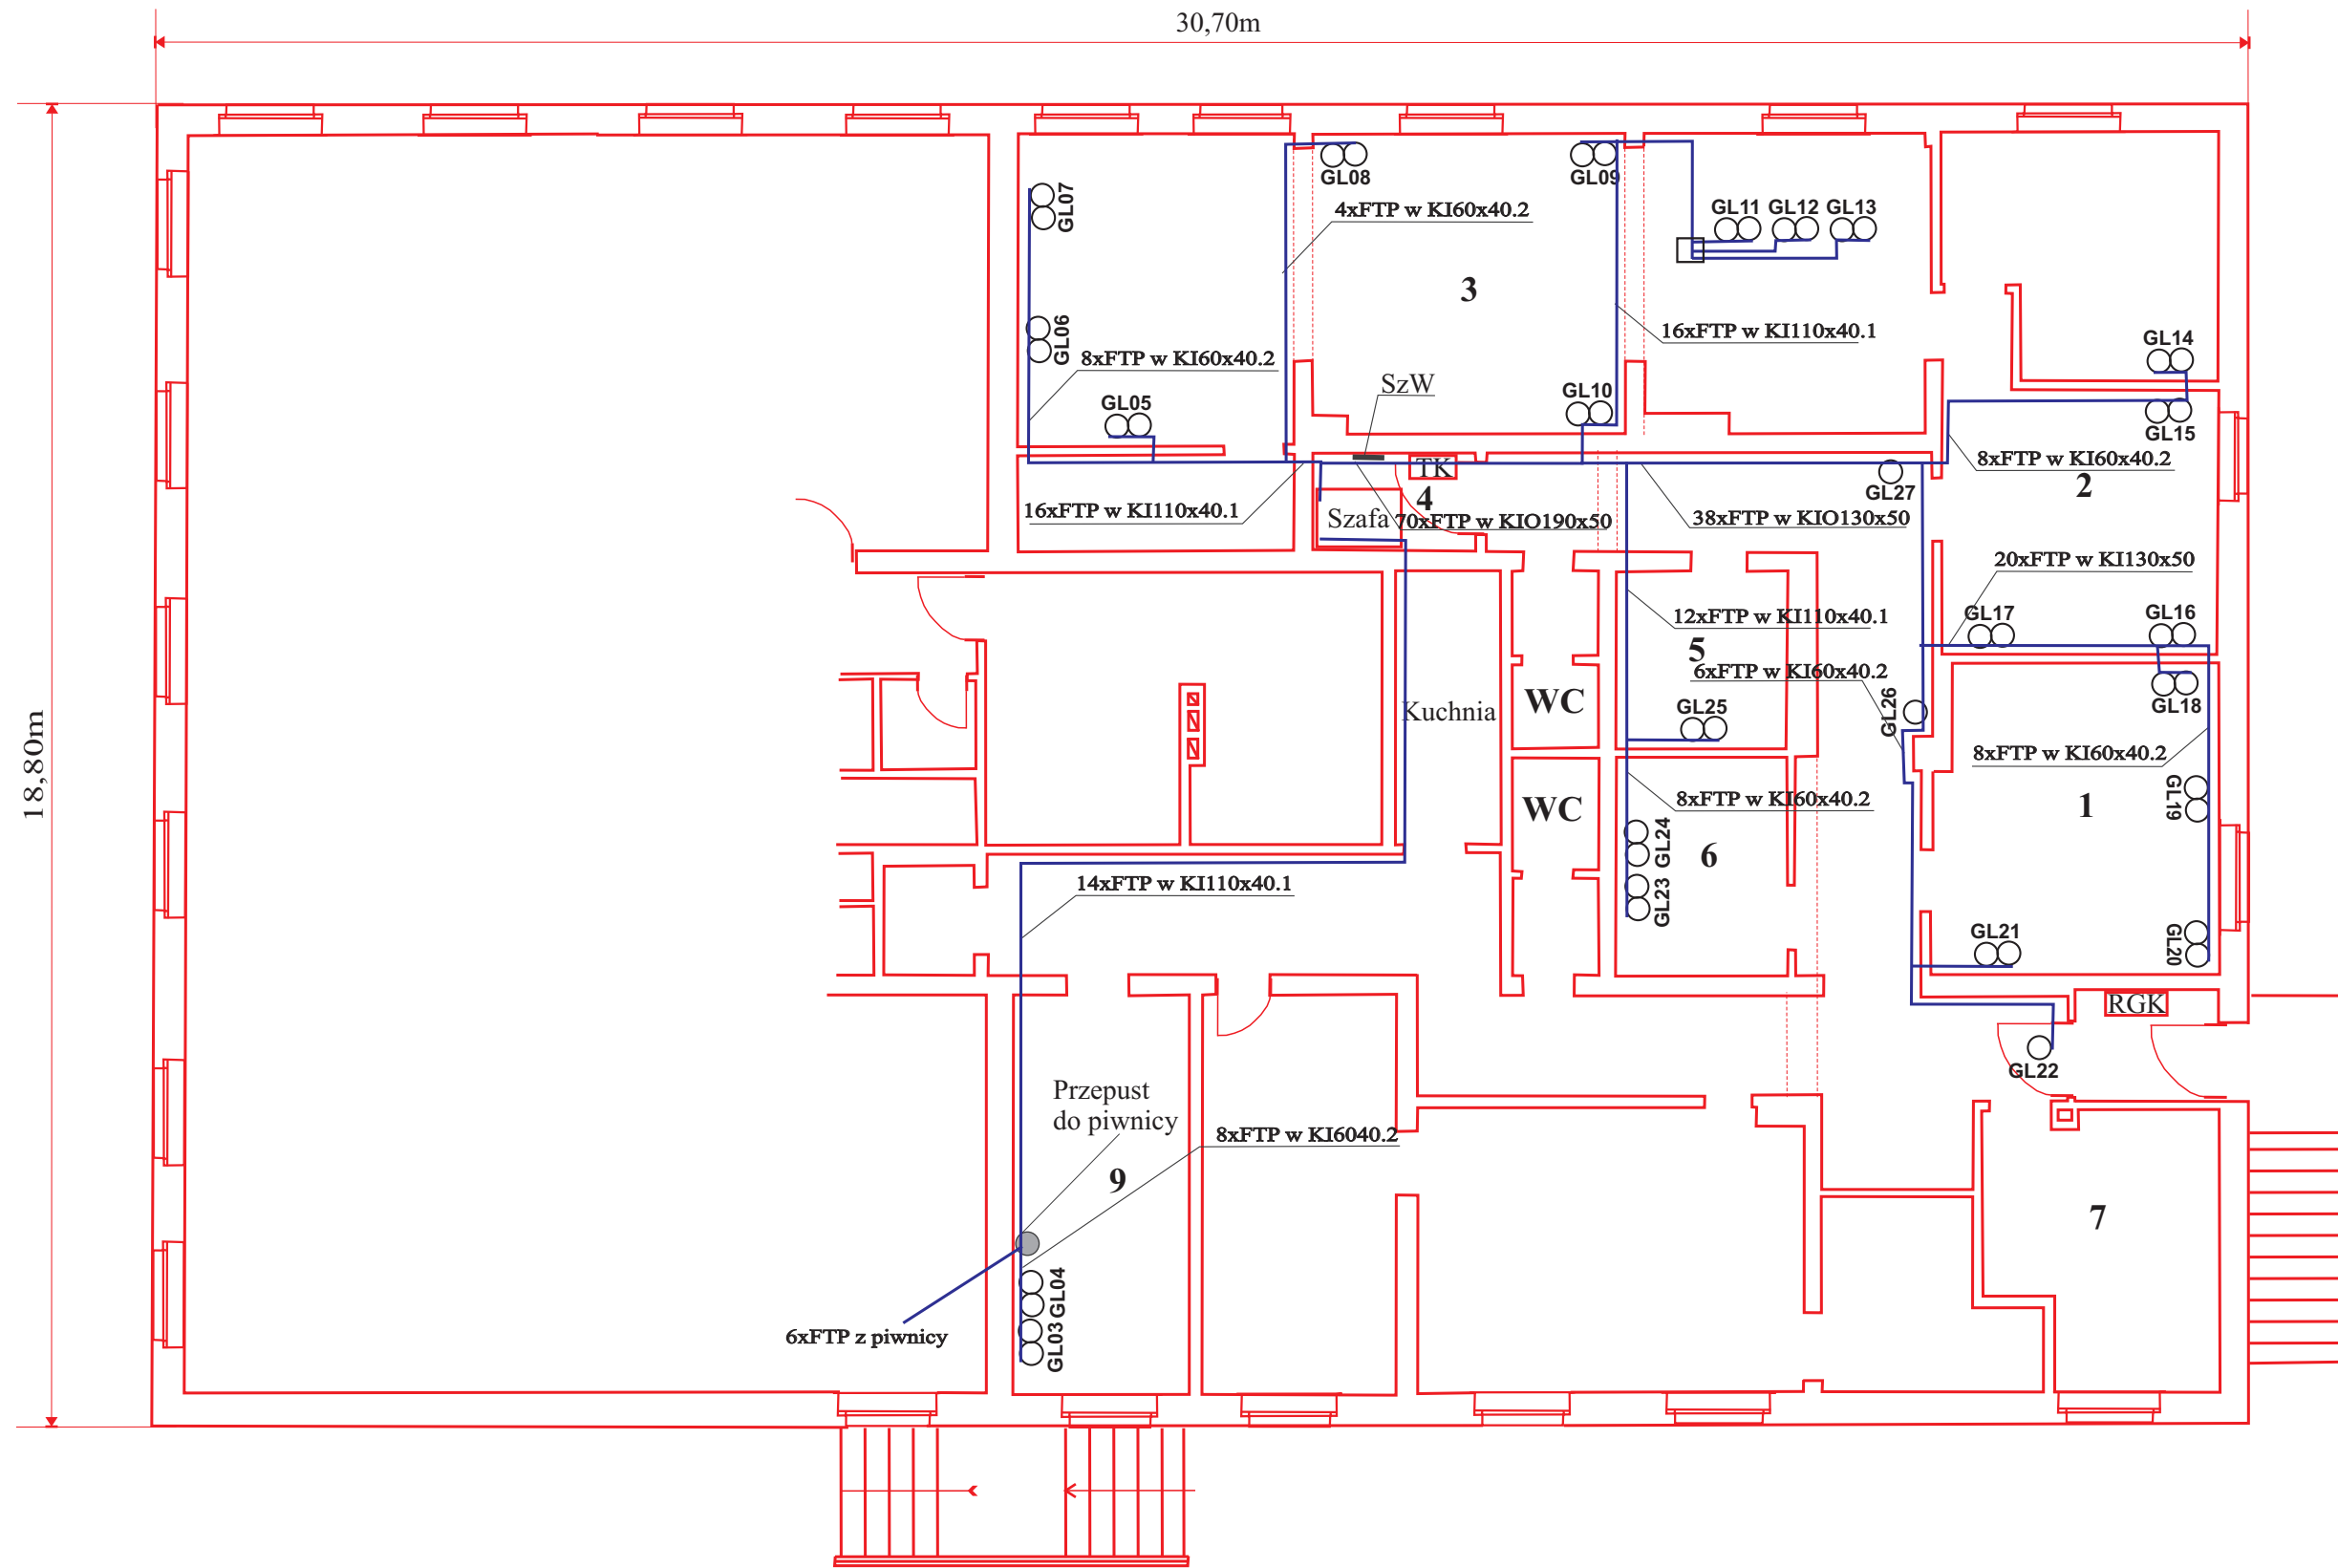 30,70m
18,80m
GL07
GL08
GL09
4xFTP w KI60x40.2
GL11
GL12
GL13
3
GL06
16xFTP w KI110x40.1
GL14
8xFTP w KI60x40.2
SzW
GL10
GL05
GL15
TK
8xFTP w KI60x40.2
GL27
2
4
16xFTP w KI110x40.1
Szafa
70xFTP w KIO190x50
38xFTP w KIO130x50
20xFTP w KI130x50
GL17
GL16
12xFTP w KI110x40.1
5
6xFTP w KI60x40.2
WC
Kuchnia
GL25
GL26
GL18
8xFTP w KI60x40.2
WC
8xFTP w KI60x40.2
GL19
1
GL24
6
14xFTP w KI110x40.1
GL23
GL21
GL20
RGK
GL22
Przepust
do piwnicy
8xFTP w KI6040.2
9
7
GL04
6xFTP z piwnicy
GL03